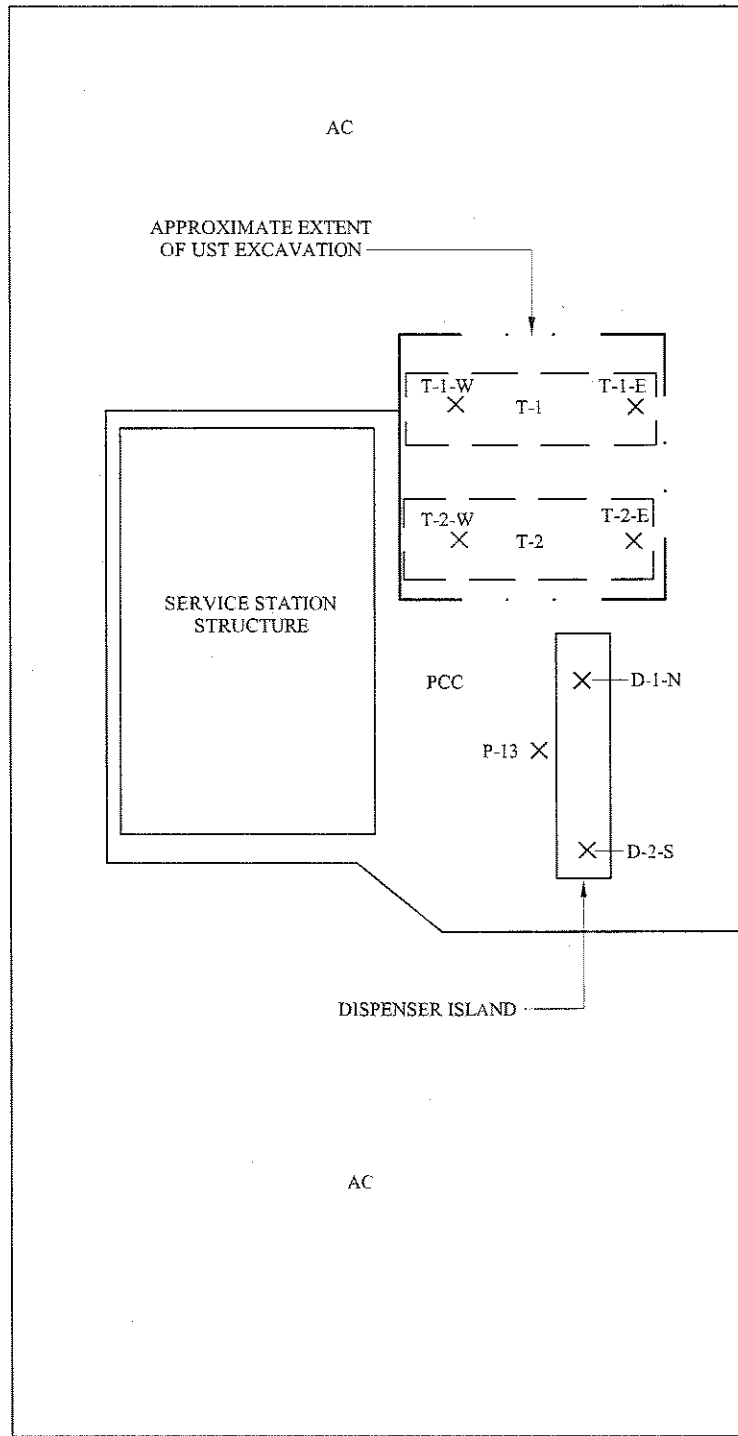 AC
APPROXIMATE EXTENT
OF UST EXCAVATION
T-1-W
T-1-E
T-1
T-2-W
T-2-E
T-2
SERVICE STATION
STRUCTURE
PCC
D-1-N
P-13
D-2-S
DISPENSER ISLAND
AC